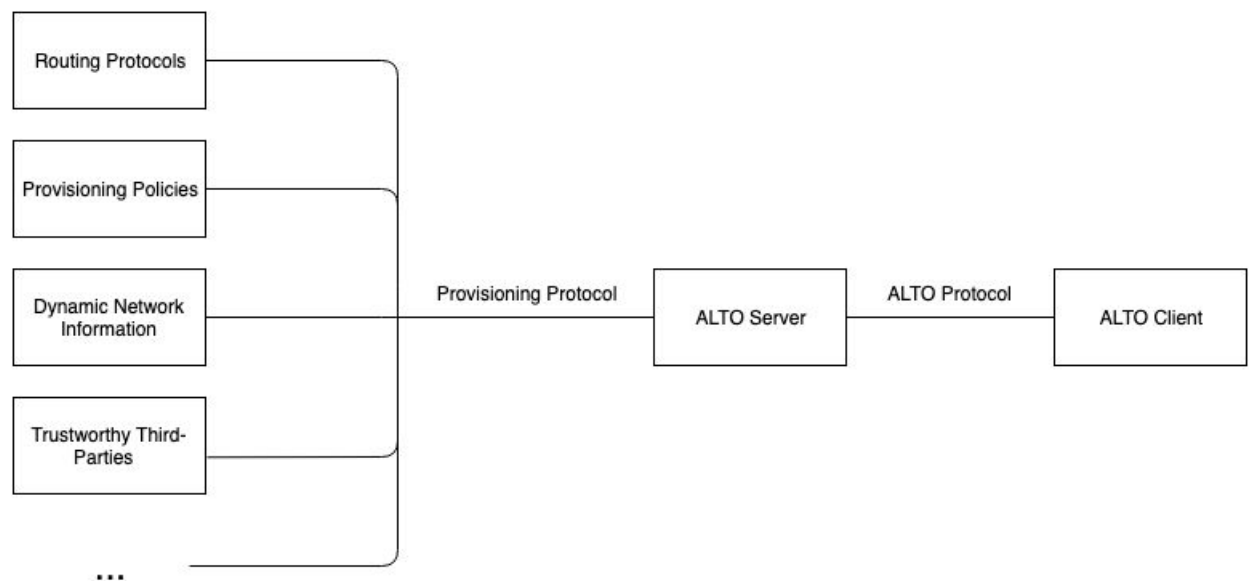 Routing Protocols
Provisioning Policies
Dynamic Network
Information
Trustworthy Third-
Parties
...
Provisioning Protocol
ALTO Server
ALTO Protocol
ALTO Client